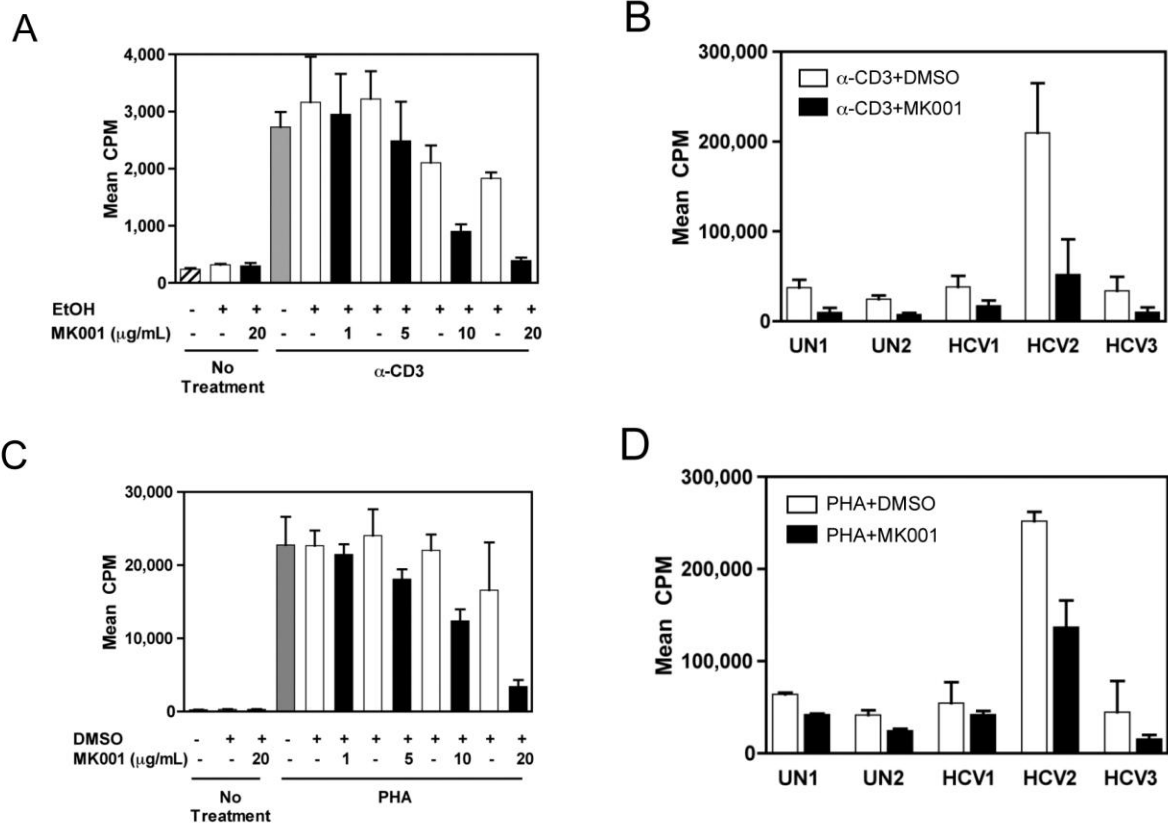 A
4,000
3,000
2,000
1,000
0
Mean CPM
EtOH - + + - + + + + + + + +
MK001 (μg/mL) - - 20 - - 1 - 5 - 10 - 20
No Treatment
α-CD3
B
300,000
200,000
100,000
0
Mean CPM
α-CD3+DMSO
α-CD3+MK001
UN1 UN2 HCV1 HCV2 HCV3
C
30,000
20,000
10,000
0
Mean CPM
DMSO - + + - + + + + + + + +
MK001 (μg/mL) - - 20 - - 1 - 5 - 10 - 20
No Treatment
PHA
D
300,000
200,000
100,000
0
Mean CPM
PHA+DMSO
PHA+MK001
UN1 UN2 HCV1 HCV2 HCV3